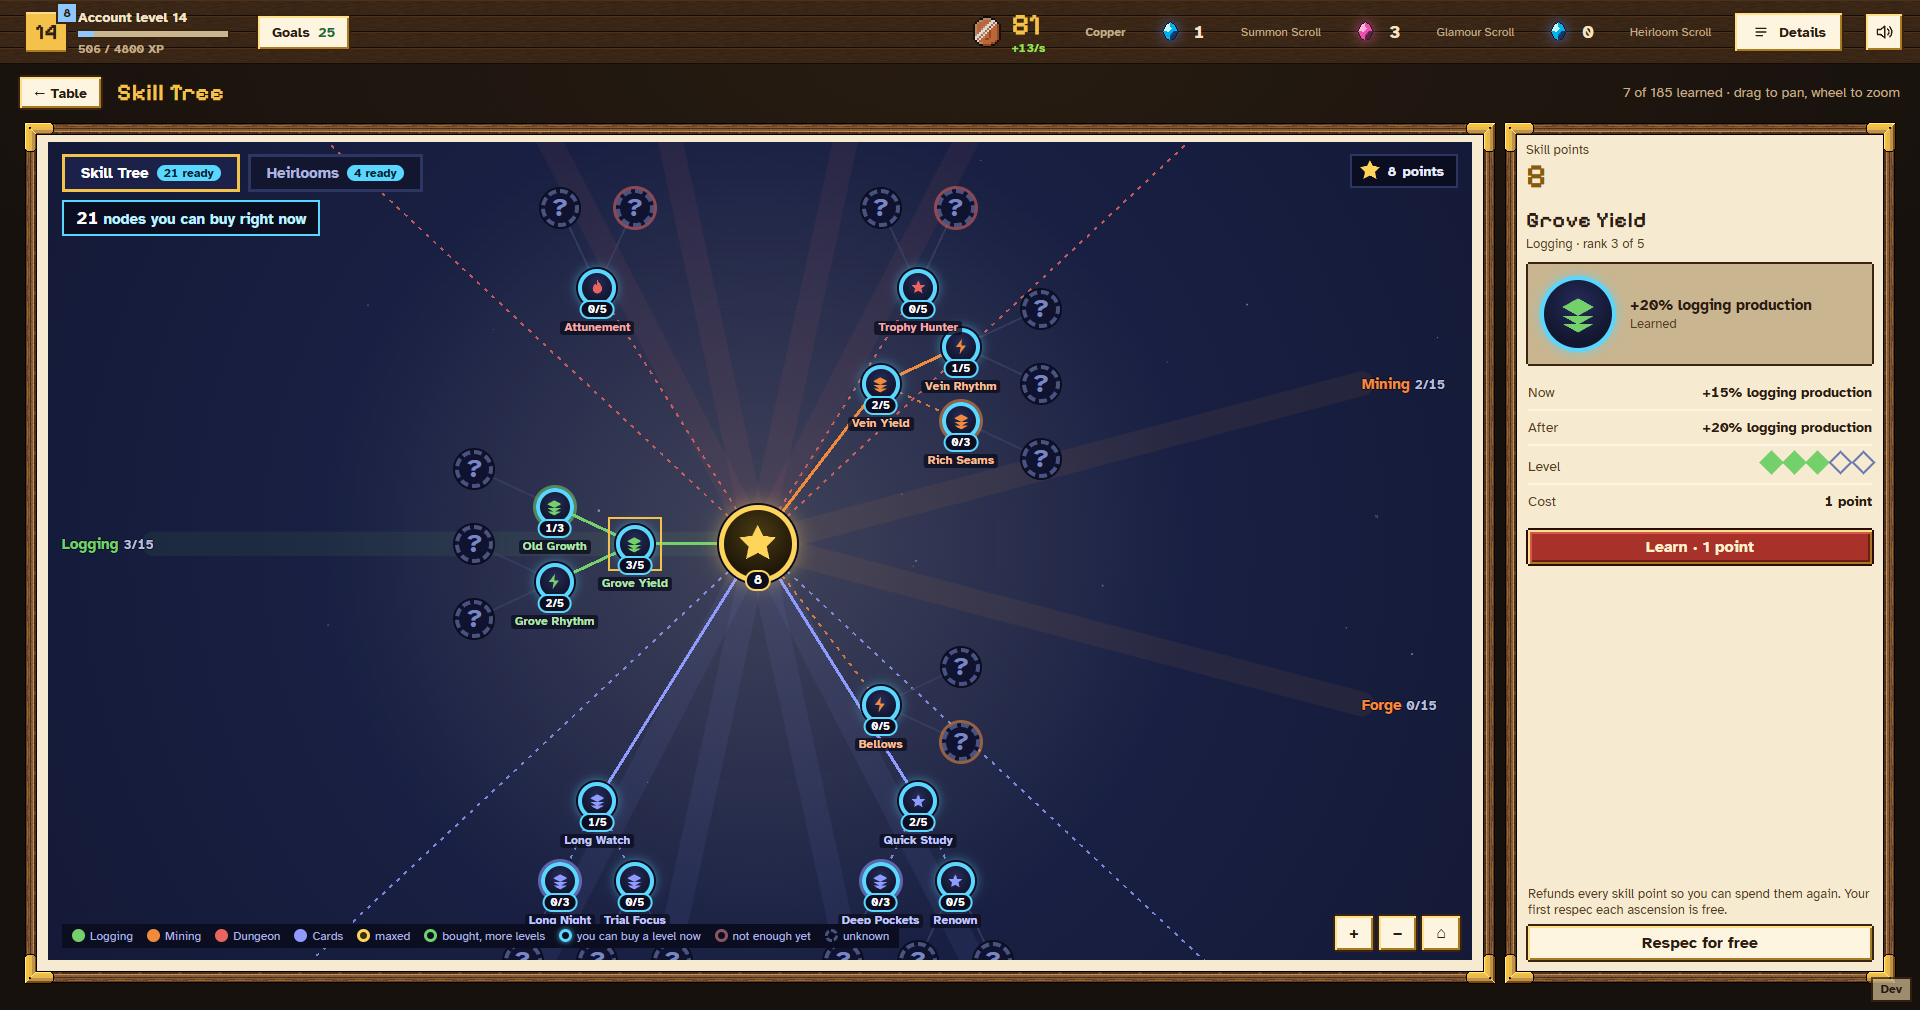 14
8
Account level 14
506 / 4800 XP
Goals 25
81
+13/s
Copper
1
Summon Scroll
3
Glamour Scroll
0
Heirloom Scroll
Details
← Table
Skill Tree
7 of 185 learned · drag to pan, wheel to zoom
Skill Tree 21 ready
Heirlooms 4 ready
8 points
21 nodes you can buy right now
? ? ? ?
0/5
Attunement
0/5
Trophy Hunter
?
1/5
Vein Rhythm
2/5
Vein Yield
?
Mining 2/15
0/3
Rich Seams
?
?
1/3
Old Growth
?
Logging 3/15
3/5
Grove Yield
2/5
Grove Rhythm
?
8
?
0/5
Bellows
?
Forge 0/15
1/5
Long Watch
2/5
Quick Study
0/3
Long Night
0/5
Trial Focus
0/3
Deep Pockets
0/5
Renown
Logging
Mining
Dungeon
Cards
maxed
bought, more levels
you can buy a level now
not enough yet
unknown
? ? ? ? ? ?
+
−
⌂
Skill points
8
Grove Yield
Logging · rank 3 of 5
+20% logging production
Learned
Now +15% logging production
After +20% logging production
Level
Cost 1 point
Learn · 1 point
Refunds every skill point so you can spend them again. Your
first respec each ascension is free.
Respec for free
Dev